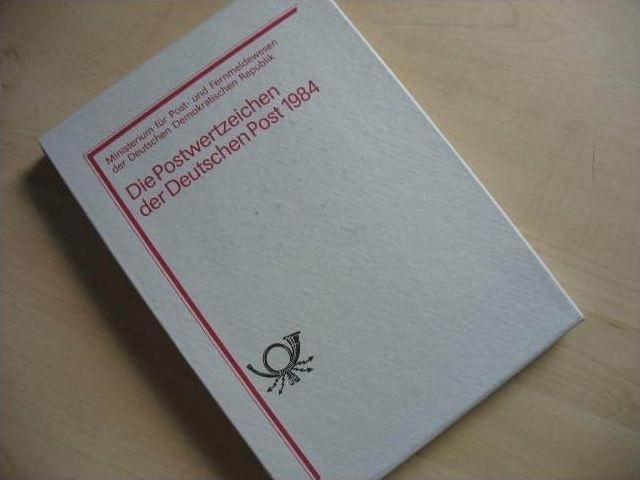 Ministerium für Post- und Fernmeldewesen
der Deutschen Demokratischen Republik
Die Postwertzeichen
der Deutschen Post 1984